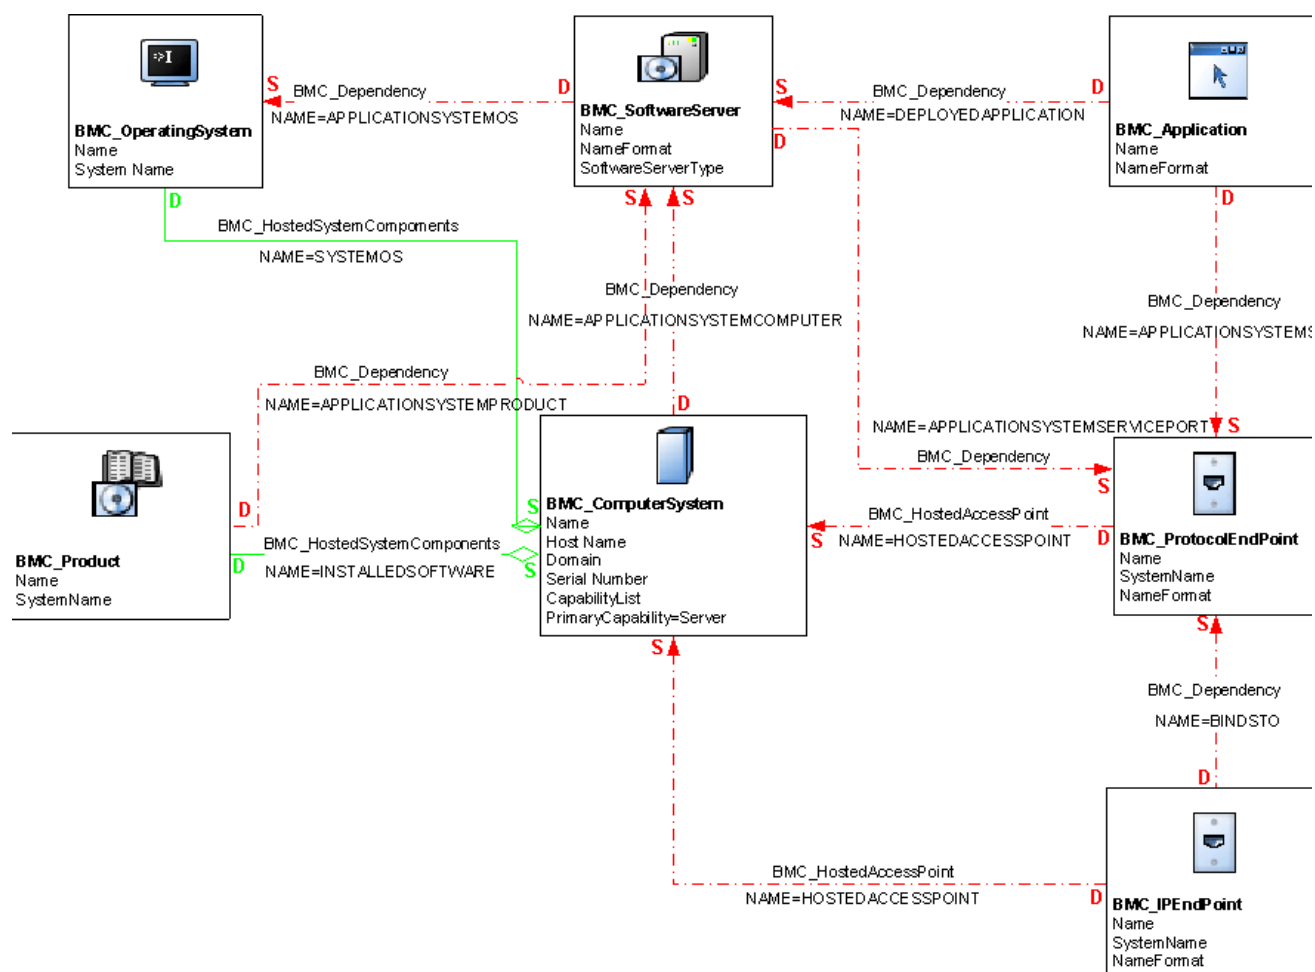 =>I
BMC_OperatingSystem
Name
System Name
S
BMC_Dependency
D
NAME=APPLICATIONSYSTEMOS
BMC_SoftwareServer
Name
NameFormat
SoftwareServerType
S
BMC_Dependency
D
NAME=DEPLOYEDAPPLICATION
D
BMC_Application
Name
NameFormat
D
BMC_HostedSystemCompoments
NAME=SYSTEMOS
S
S
D
BMC_Dependency
NAME=APPLICATIONSYSTEMCOMPUTER
D
BMC_Dependency
NAME=APPLICATIONSYSTEMS
S
BMC_Dependency
NAME=APPLICATIONSYSTEMPRODUCT
D
NAME=APPLICATIONSYSTEMSERVICEPORT
BMC_Dependency
S
BMC_Product
Name
SystemName
BMC_HostedSystemComponents
D
NAME=INSTALLEDSOFTWARE
S
S
BMC_ComputerSystem
Name
Host Name
Domain
Serial Number
CapabilityList
PrimaryCapability=Server
BMC_HostedAccessPoint
S
NAME=HOSTEDACCESSPOINT
D
BMC_ProtocolEndPoint
Name
SystemName
NameFormat
S
S
BMC_Dependency
NAME=BINDSTO
D
BMC_HostedAccessPoint
NAME=HOSTEDACCESSPOINT
D
BMC_IPEndPoint
Name
SystemName
NameFormat